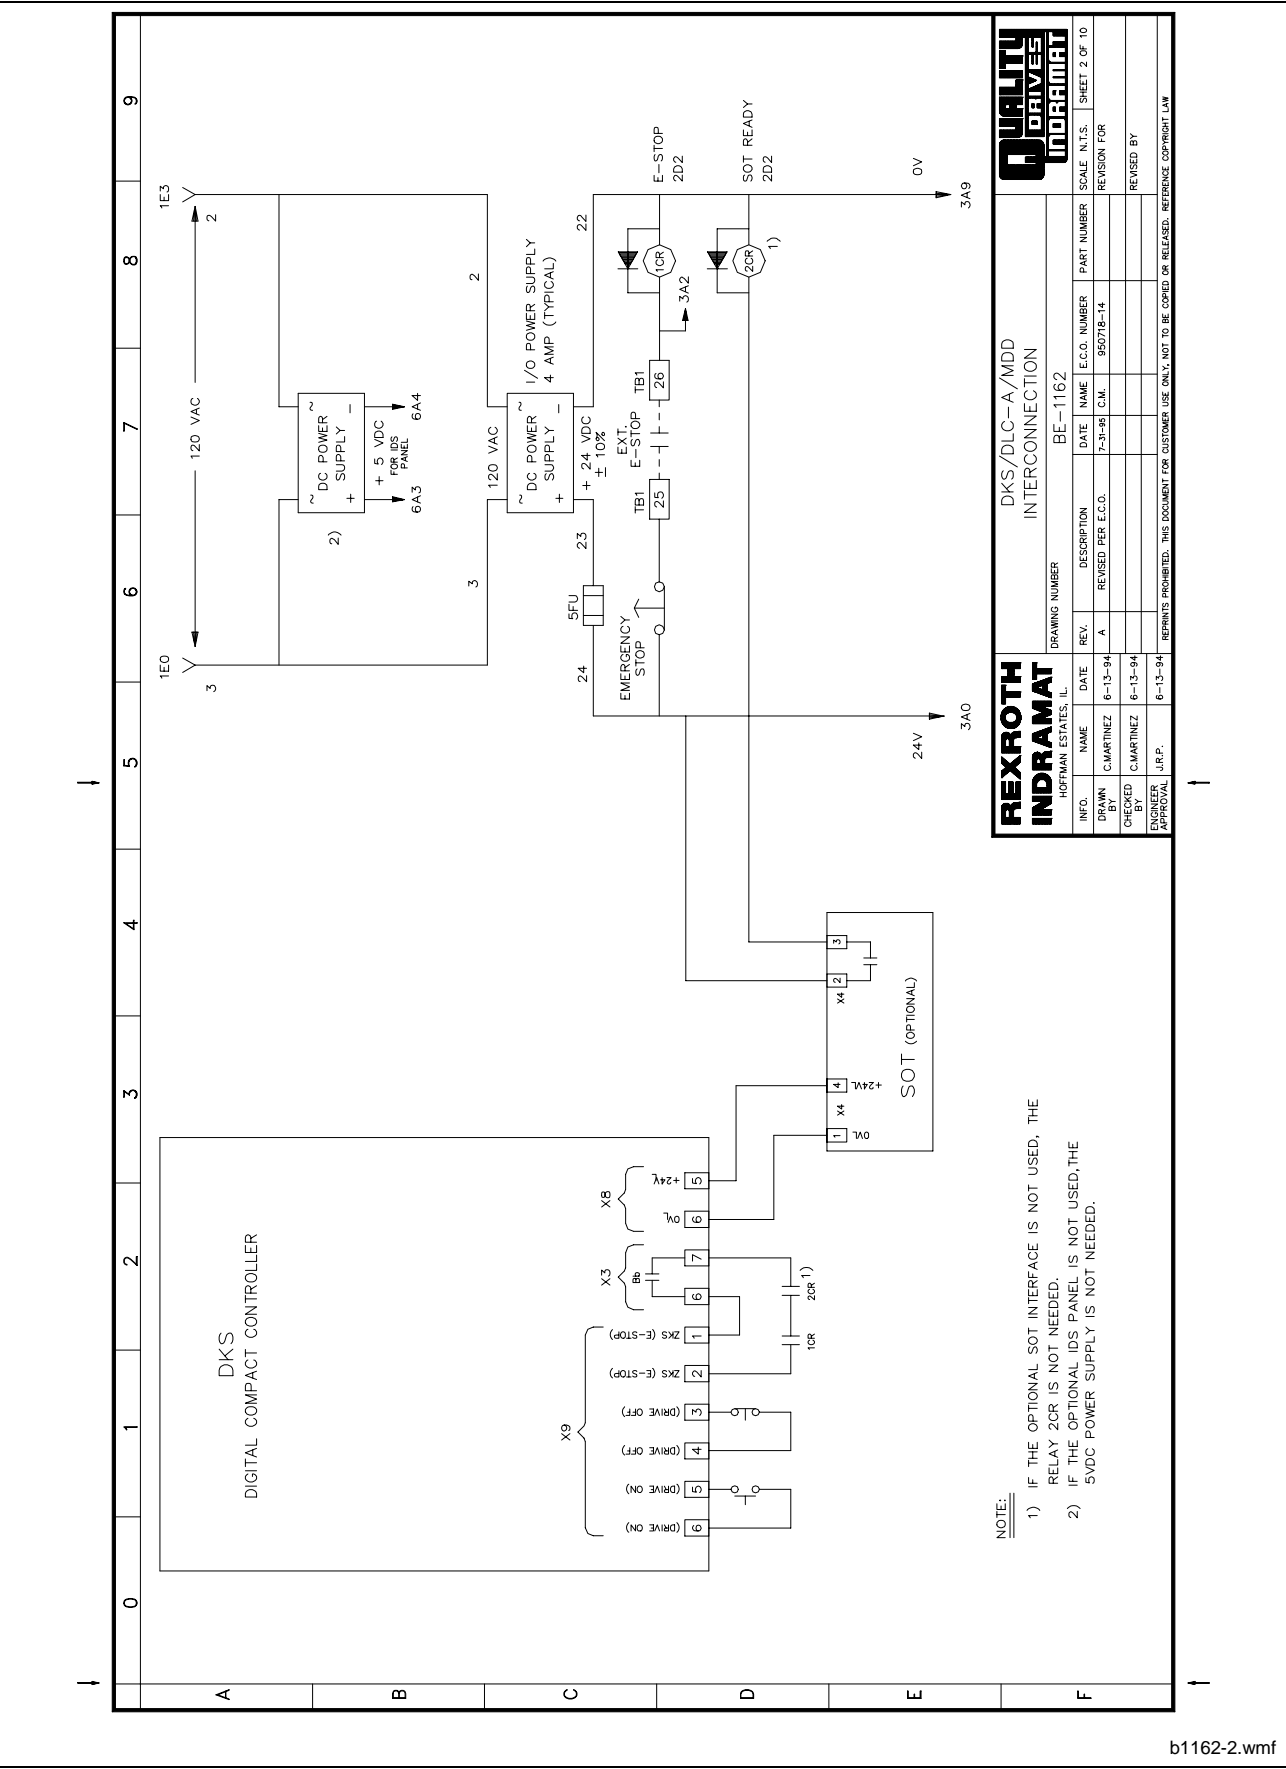 0
1
2
3
4
5
6
7
8
9
A
B
C
D
E
F
DKS
DIGITAL COMPACT CONTROLLER
X9
X3
X8
Bb
(DRIVE ON)
(DRIVE ON)
(DRIVE OFF)
(DRIVE OFF)
ZKS (E-STOP)
ZKS (E-STOP)
0VL
+24VL
6
5
4
3
2
1
6
7
6
5
1CR
2CR
1)
1
X4
4
0VL
+24VL
2
X4
3
SOT (OPTIONAL)
1E0
3
120 VAC
1E3
2
2)
DC POWER
SUPPLY
~
~
+
−
+ 5 VDC
FOR IDS
PANEL
6A3
6A4
3
2
120 VAC
I/O POWER SUPPLY
4 AMP (TYPICAL)
DC POWER
SUPPLY
~
~
+
−
+ 24 VDC
± 10%
24
5FU
23
22
EMERGENCY
STOP
TB1
25
EXT.
E-STOP
TB1
26
3A2
1CR
E-STOP
2D2
2CR
1)
SOT READY
2D2
24V
3A0
0V
3A9
NOTE:
1) IF THE OPTIONAL SOT INTERFACE IS NOT USED, THE
RELAY 2CR IS NOT NEEDED.
2) IF THE OPTIONAL IDS PANEL IS NOT USED,THE
5VDC POWER SUPPLY IS NOT NEEDED.
REXROTH
INDRAMAT
HOFFMAN ESTATES, IL.
DKS/DLC-A/MDD
INTERCONNECTION
DRAWING NUMBER
BE-1162
QUALITY
DRIVES
INDRAMAT
INFO. NAME DATE REV. DESCRIPTION DATE NAME E.C.O. NUMBER PART NUMBER SCALE N.T.S. SHEET 2 OF 10
DRAWN BY C.MARTINEZ 6-13-94 A REVISED PER E.C.O. 7-31-95 C.M. 950718-14 REVISION FOR
CHECKED BY C.MARTINEZ 6-13-94 REVISED BY
ENGINEER APPROVAL J.R.P. 6-13-94
REPRINTS PROHIBITED. THIS DOCUMENT FOR CUSTOMER USE ONLY, NOT TO BE COPIED OR RELEASED. REFERENCE COPYRIGHT LAW
b1162-2.wmf